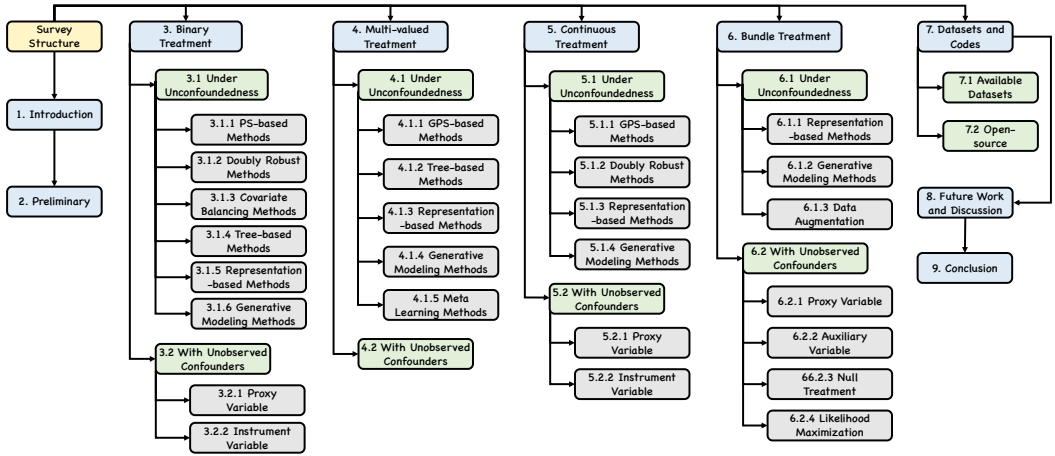 Survey
Structure
1. Introduction
2. Preliminary
3. Binary
Treatment
3.1 Under
Unconfoundedness
3.1.1 PS-based
Methods
3.1.2 Doubly Robust
Methods
3.1.3 Covariate
Balancing Methods
3.1.4 Tree-based
Methods
3.1.5 Representation
-based Methods
3.1.6 Generative
Modeling Methods
3.2 With Unobserved
Confounders
3.2.1 Proxy
Variable
3.2.2 Instrument
Variable
4. Multi-valued
Treatment
4.1 Under
Unconfoundedness
4.1.1 GPS-based
Methods
4.1.2 Tree-based
Methods
4.1.3 Representation
-based Methods
4.1.4 Generative
Modeling Methods
4.1.5 Meta
Learning Methods
4.2 With Unobserved
Confounders
5. Continuous
Treatment
5.1 Under
Unconfoundedness
5.1.1 GPS-based
Methods
5.1.2 Doubly Robust
Methods
5.1.3 Representation
-based Methods
5.1.4 Generative
Modeling Methods
5.2 With Unobserved
Confounders
5.2.1 Proxy
Variable
5.2.2 Instrument
Variable
6. Bundle Treatment
6.1 Under
Unconfoundedness
6.1.1 Representation
-based Methods
6.1.2 Generative
Modeling Methods
6.1.3 Data
Augmentation
6.2 With Unobserved
Confounders
6.2.1 Proxy Variable
6.2.2 Auxiliary
Variable
66.2.3 Null
Treatment
6.2.4 Likelihood
Maximization
7. Datasets and
Codes
7.1 Available
Datasets
7.2 Open-
source
8. Future Work
and Discussion
9. Conclusion